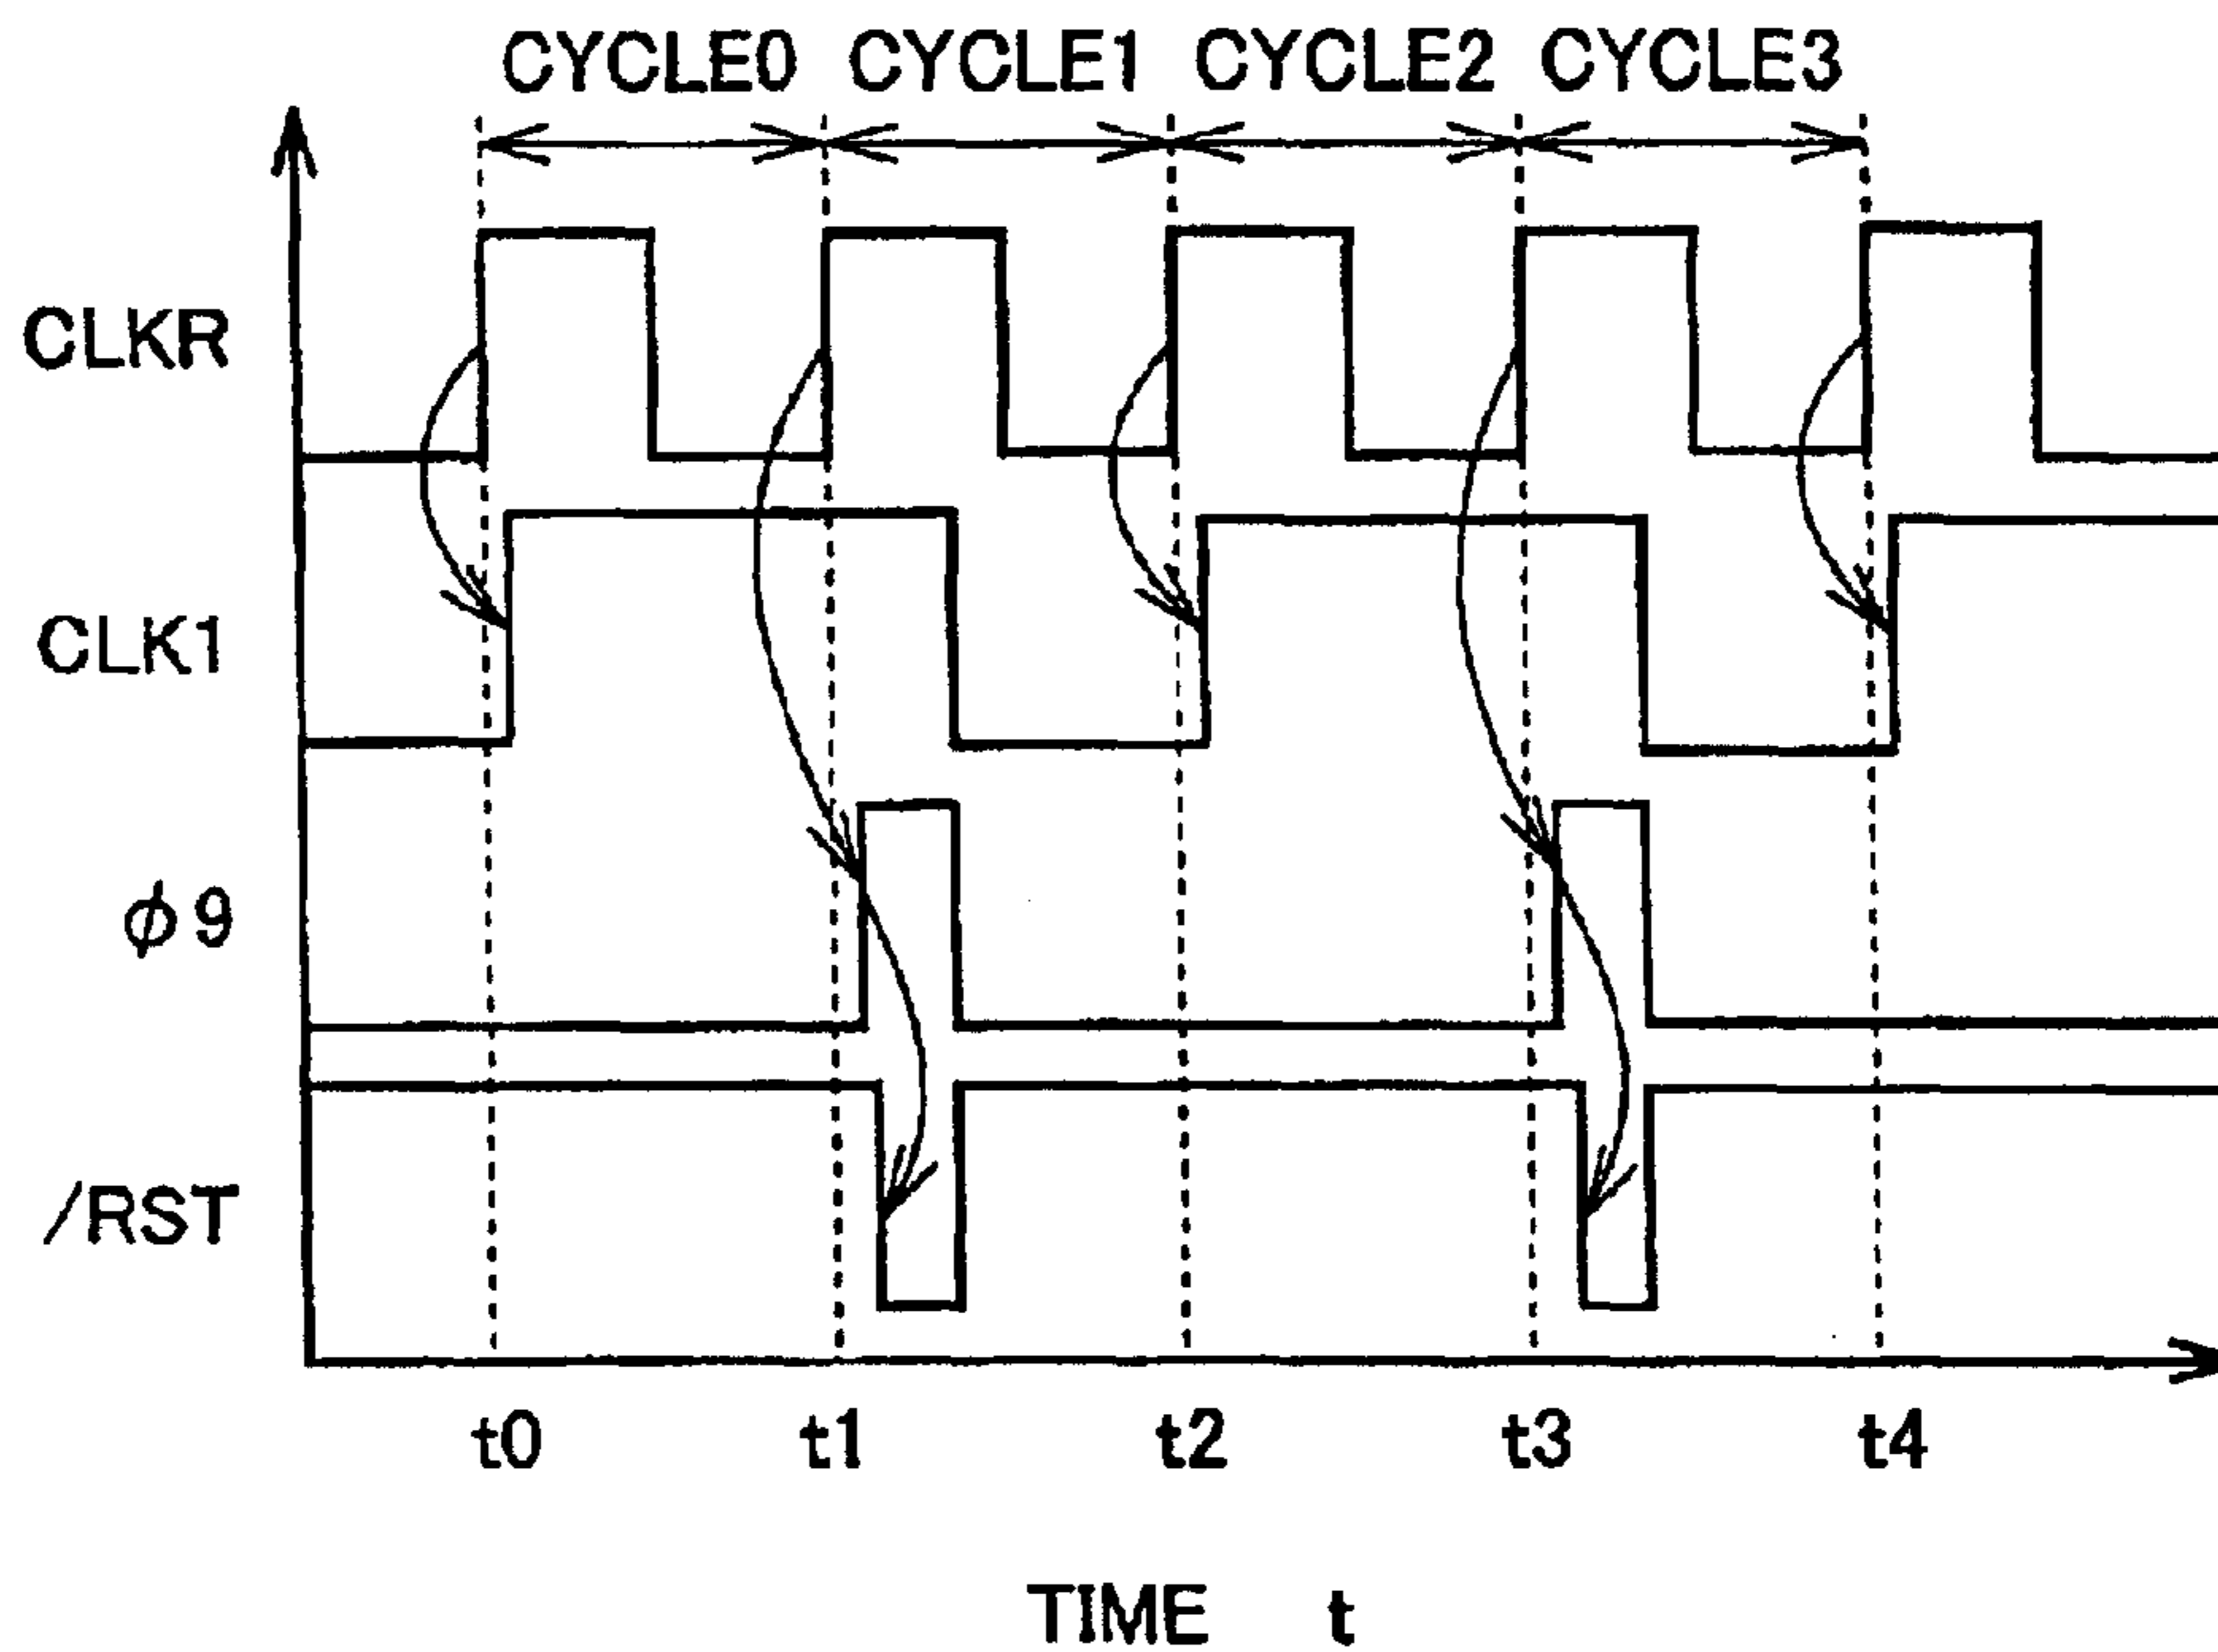 CYCLE0 CYCLE1 CYCLE2 CYCLE3
CLKR
CLK1
ϕ9
/RST
t0 t1 t2 t3 t4
TIME t